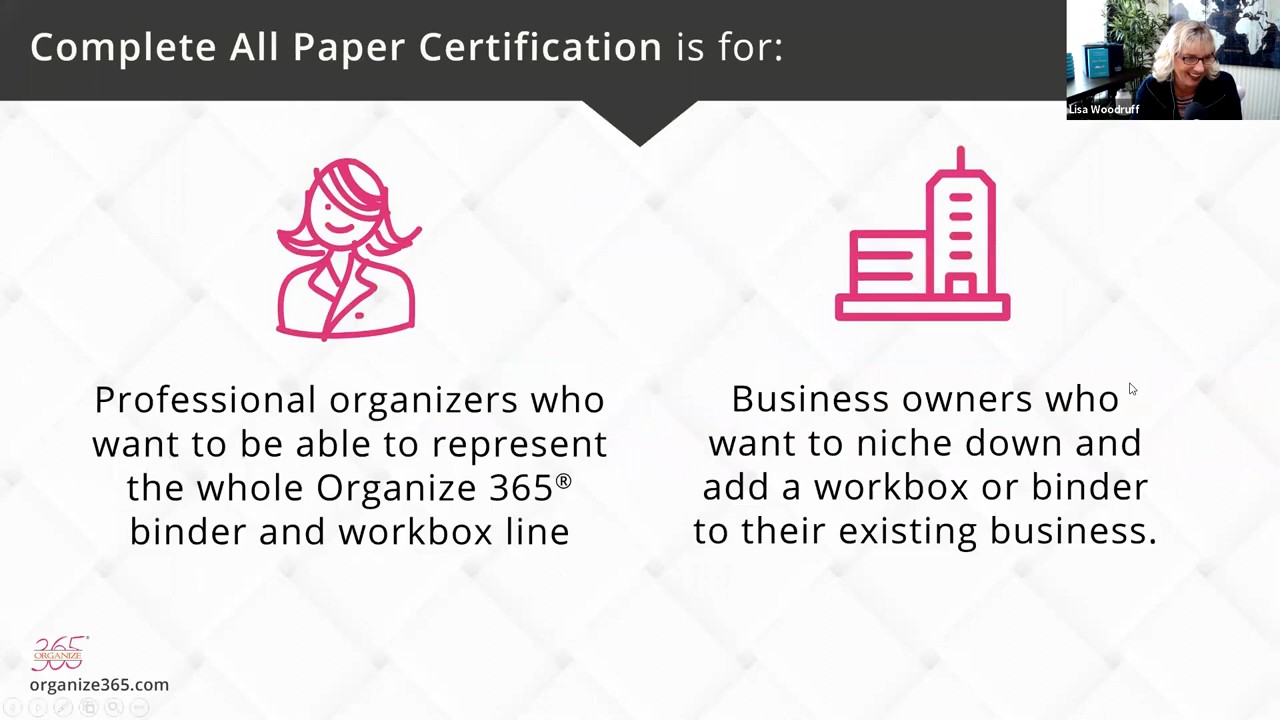 Complete All Paper Certification is for:
Lisa Woodruff
Professional organizers who
want to be able to represent
the whole Organize 365®
binder and workbox line
Business owners who
want to niche down and
add a workbox or binder
to their existing business.
365®
ORGANIZE
organize365.com